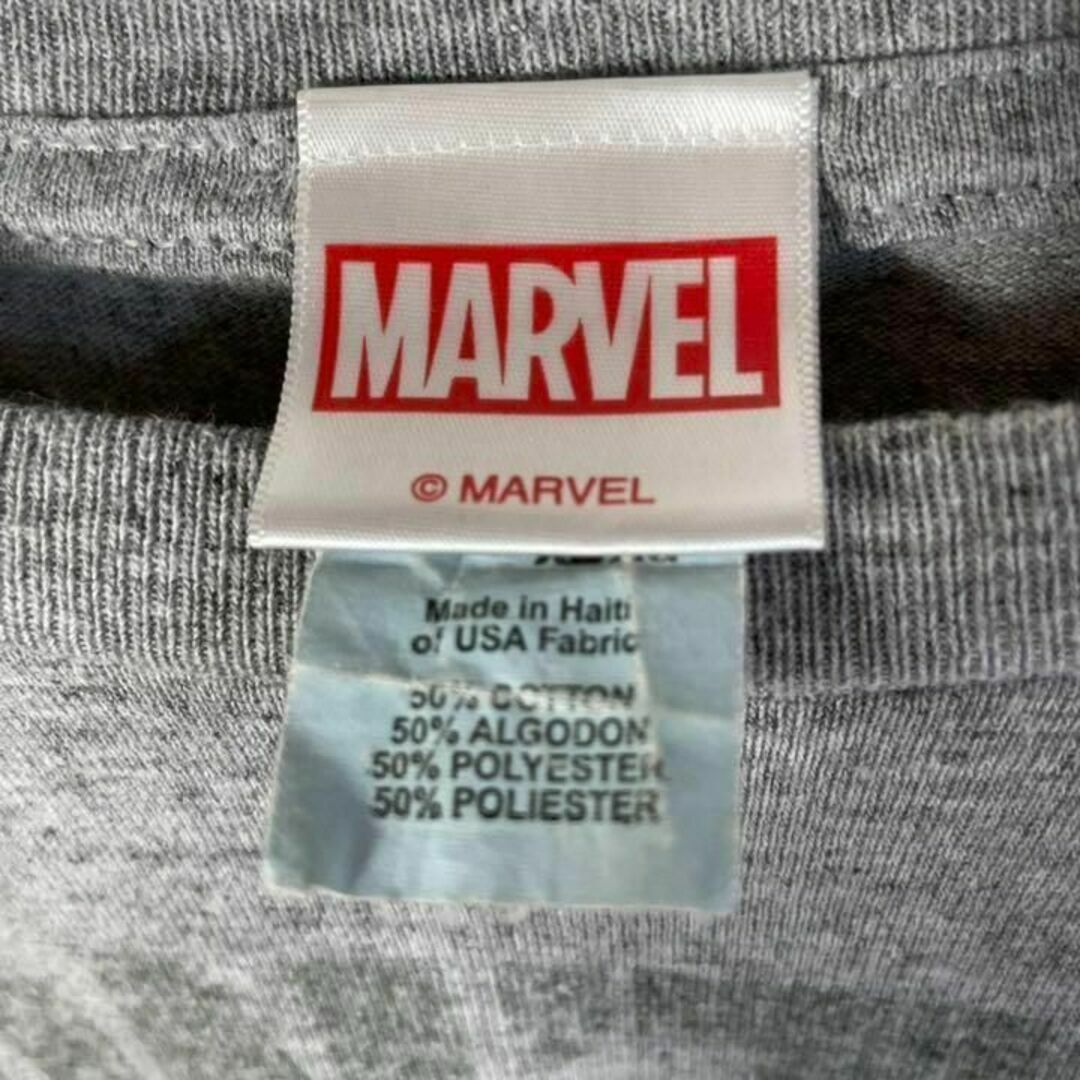 MARVEL
© MARVEL
Made in Haiti
of USA Fabric
50% COTTON
50% ALGODON
50% POLYESTER
50% POLIESTER